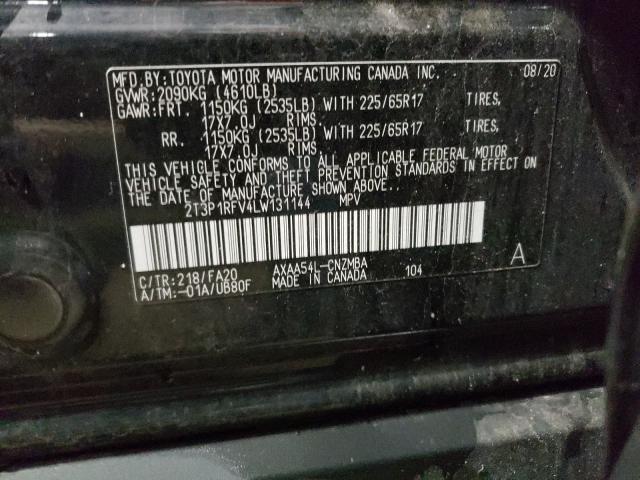 MFD.BY:TOYOTA MOTOR MANUFACTURING CANADA INC. 08/20
GVWR:2090KG (4610LB)
GAWR:FRT. 1150KG (2535LB) WITH 225/65R17 TIRES,
17X7.0J RIMS.
RR. 1150KG (2535LB) WITH 225/65R17 TIRES,
17X7.0J RIMS.
THIS VEHICLE CONFORMS TO ALL APPLICABLE FEDERAL MOTOR
VEHICLE SAFETY AND THEFT PREVENTION STANDARDS IN EFFECT ON
THE DATE OF MANUFACTURE SHOWN ABOVE.
2T3P1RFV4LW131144 MPV
C/TR:218/FA20 AXAA54L-CNZMBA 104 A
A/TM:-01A/UB80F MADE IN CANADA